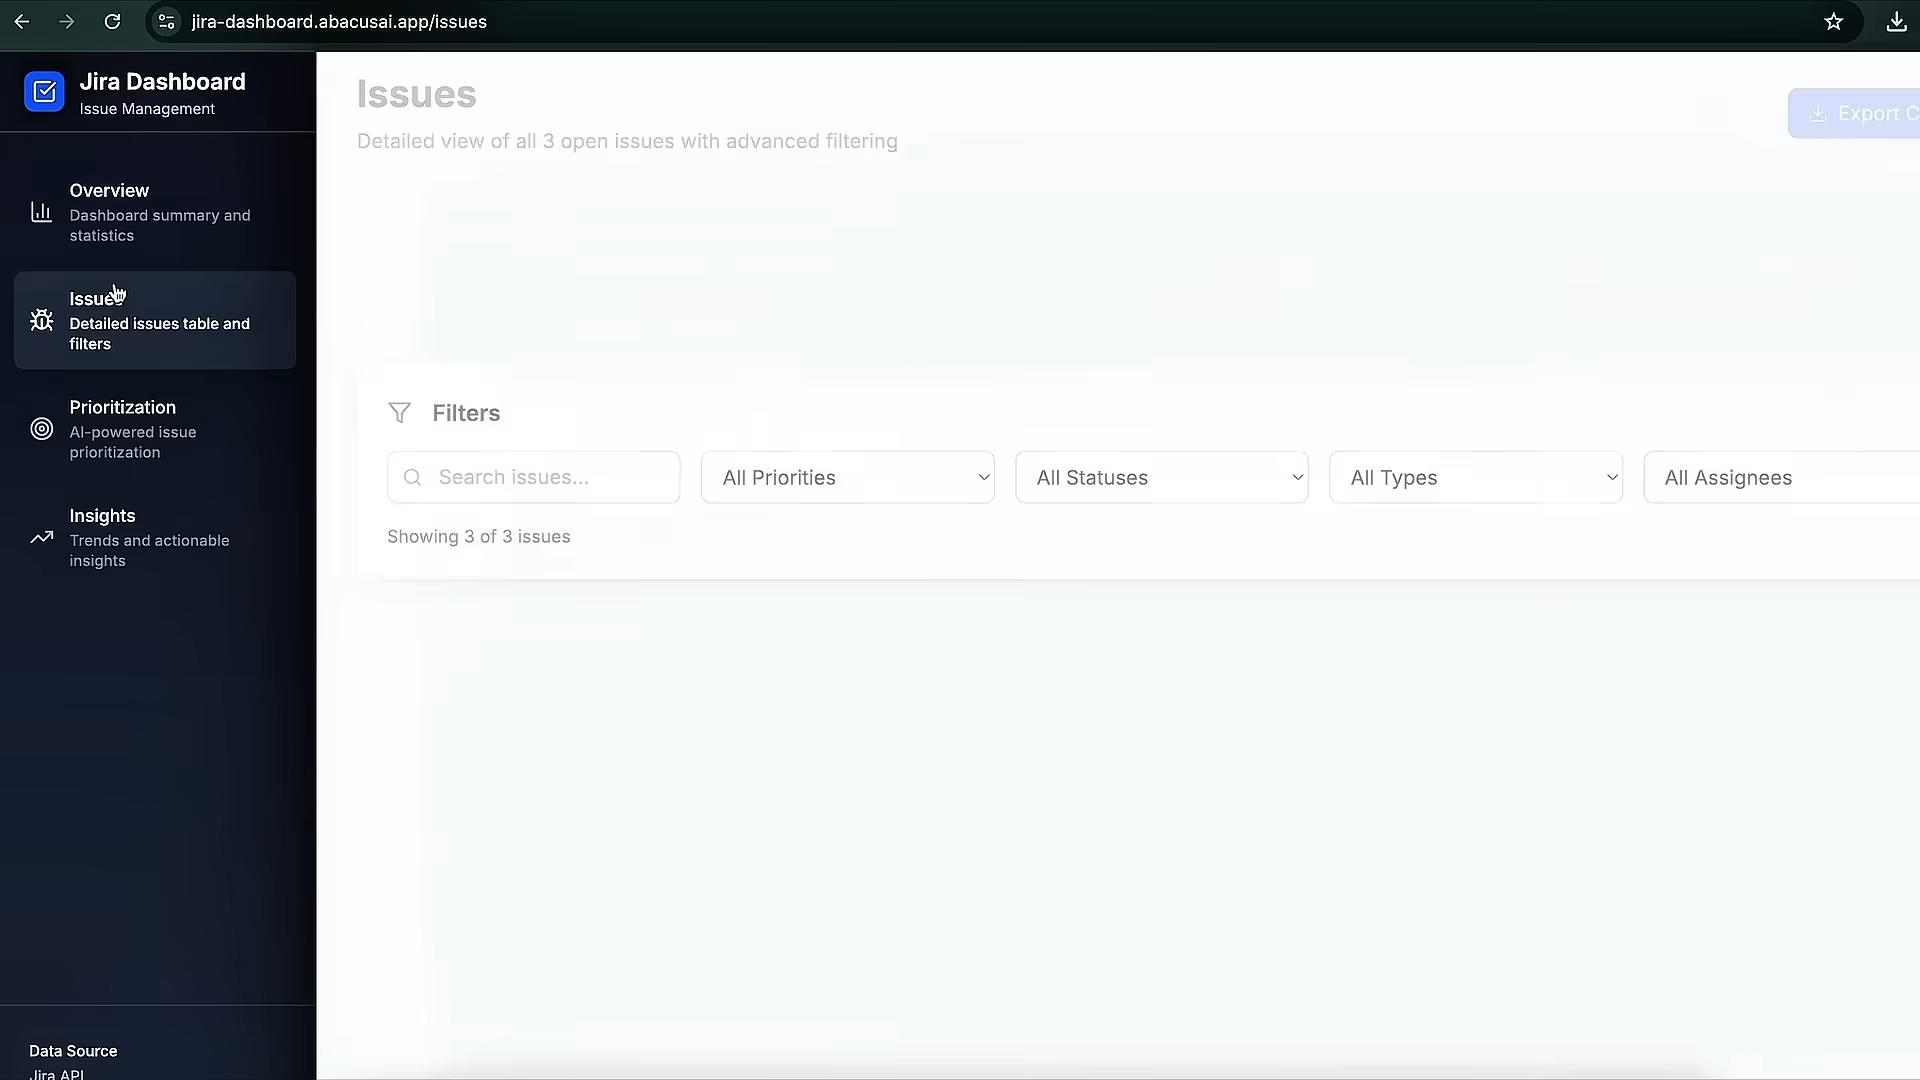 jira-dashboard.abacusai.app/issues
Jira Dashboard
Issue Management
Overview
Dashboard summary and
statistics
Issues
Detailed issues table and
filters
Prioritization
AI-powered issue
prioritization
Insights
Trends and actionable
insights
Data Source
Jira API
Issues
Detailed view of all 3 open issues with advanced filtering
Export C
Filters
Search issues...
All Priorities
All Statuses
All Types
All Assignees
Showing 3 of 3 issues